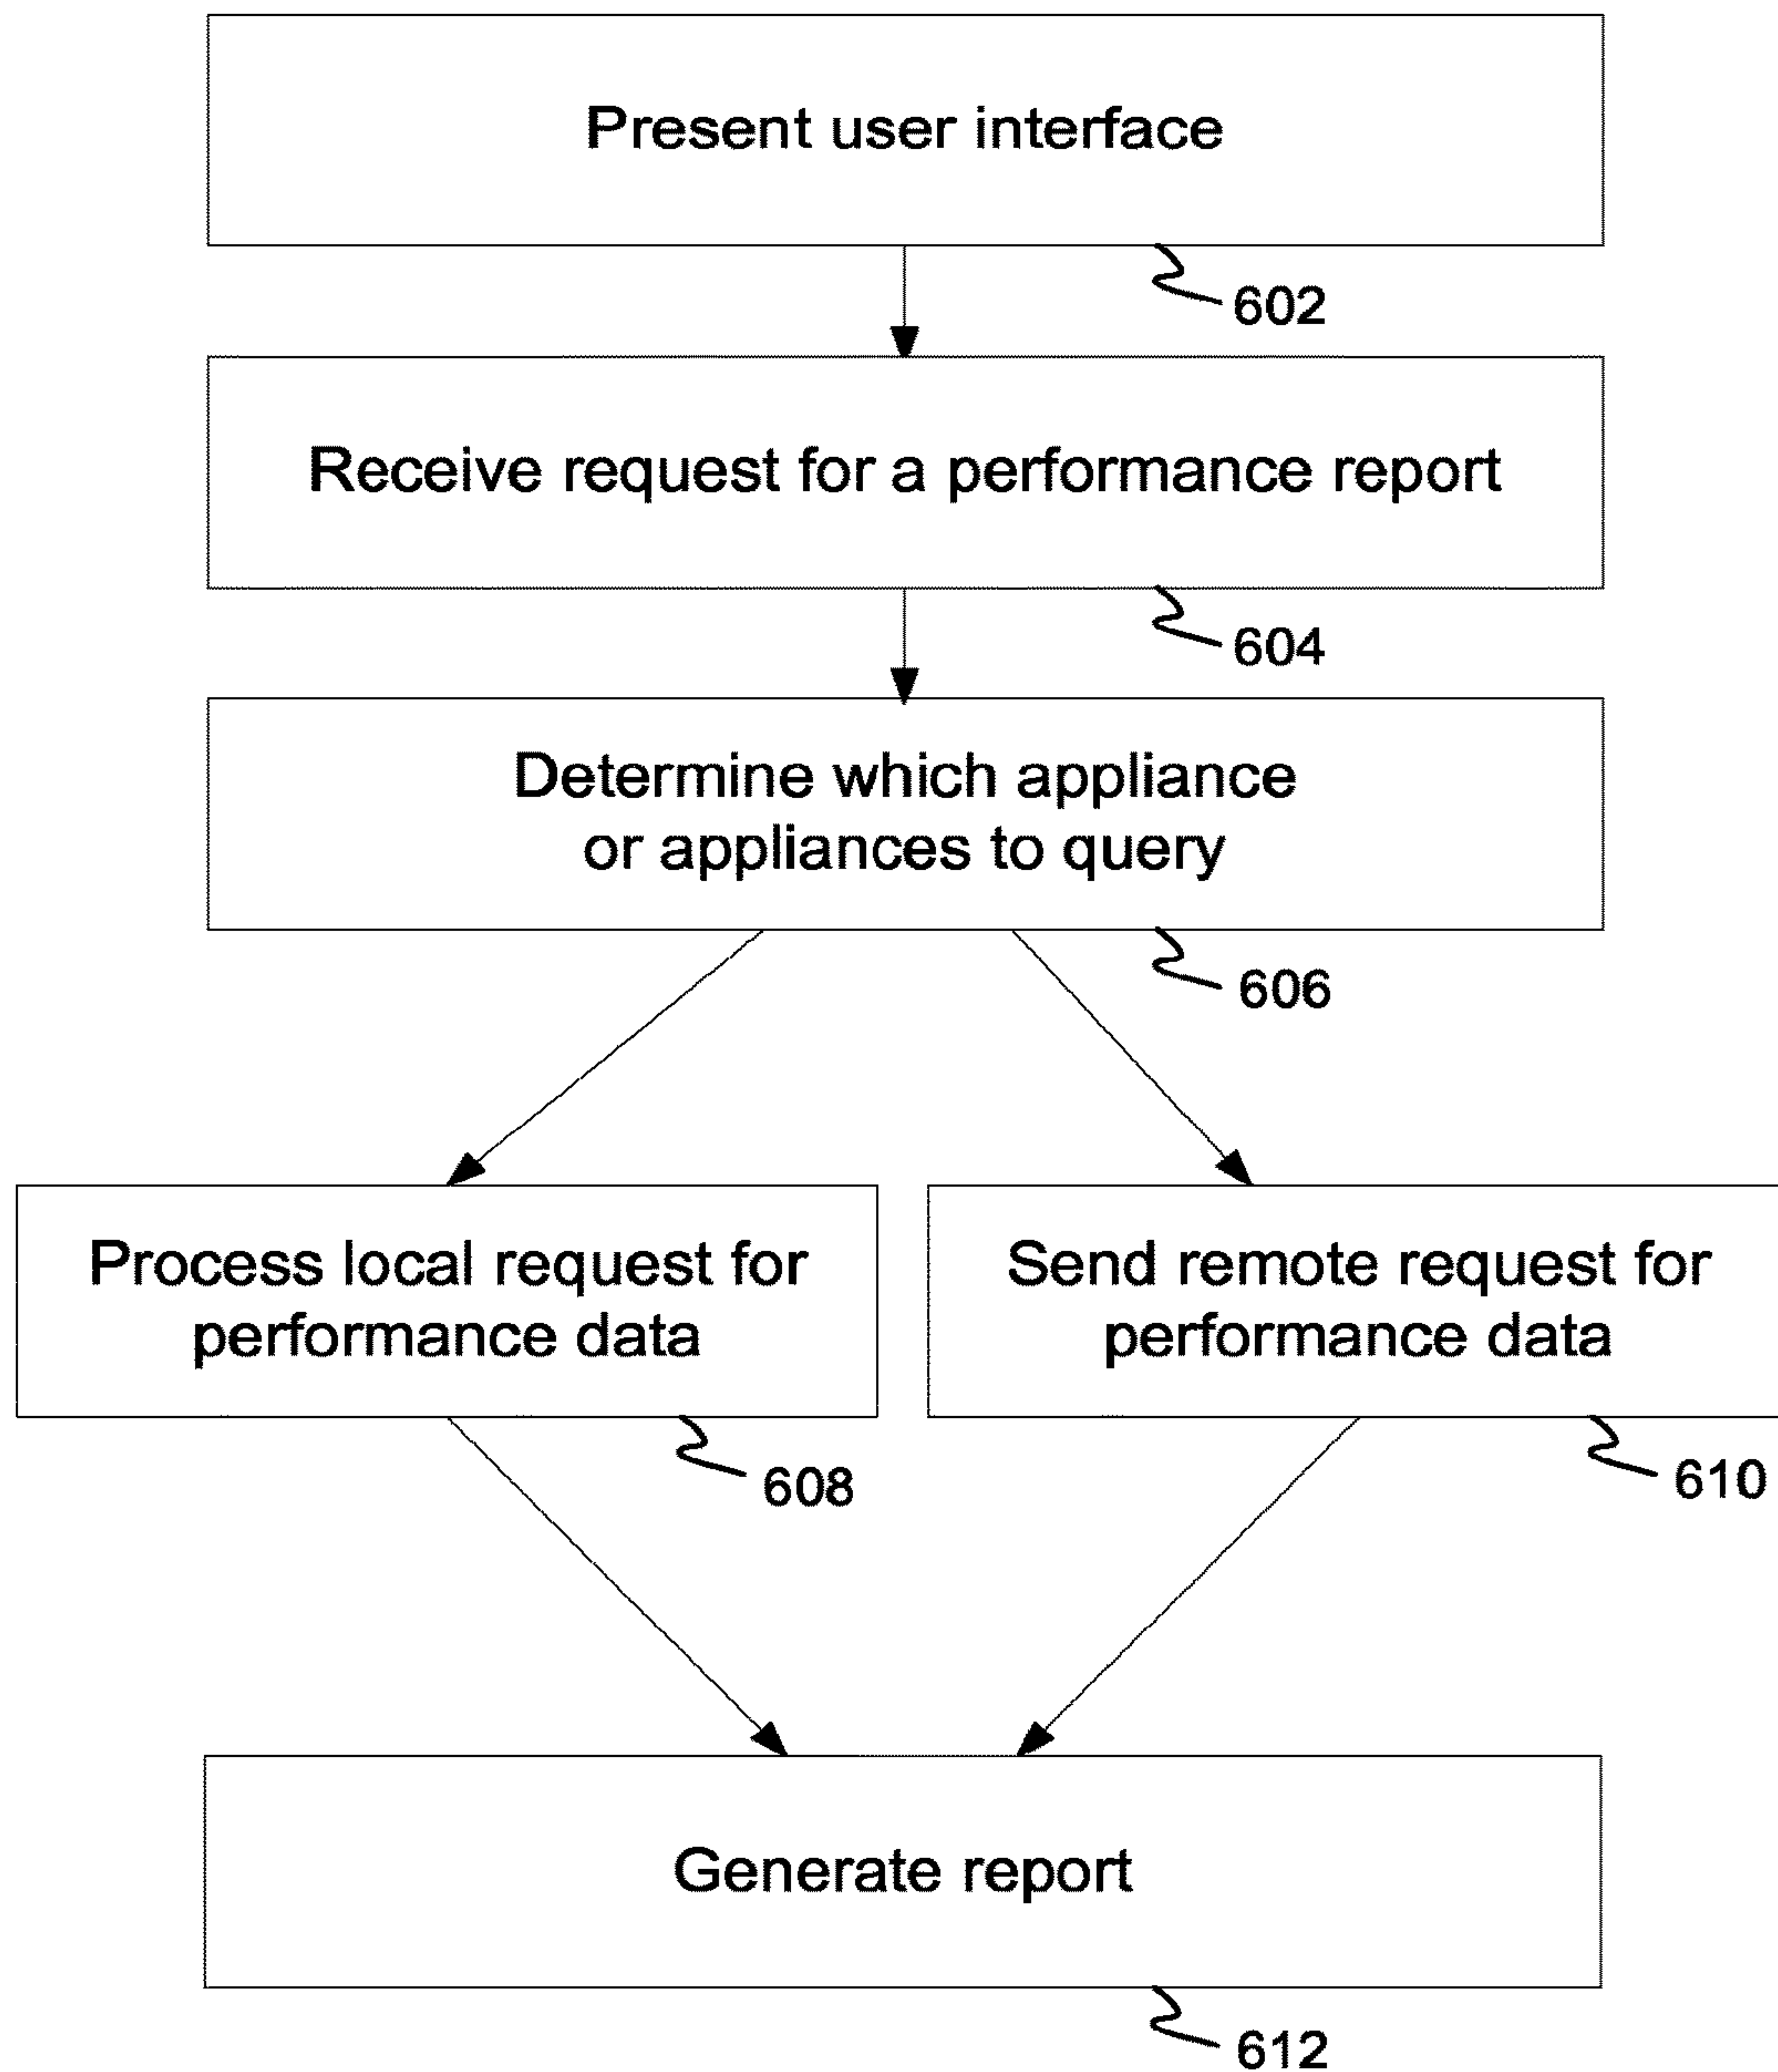 Present user interface
602
Receive request for a performance report
604
Determine which appliance
or appliances to query
606
Process local request for
performance data
608
Send remote request for
performance data
610
Generate report
612